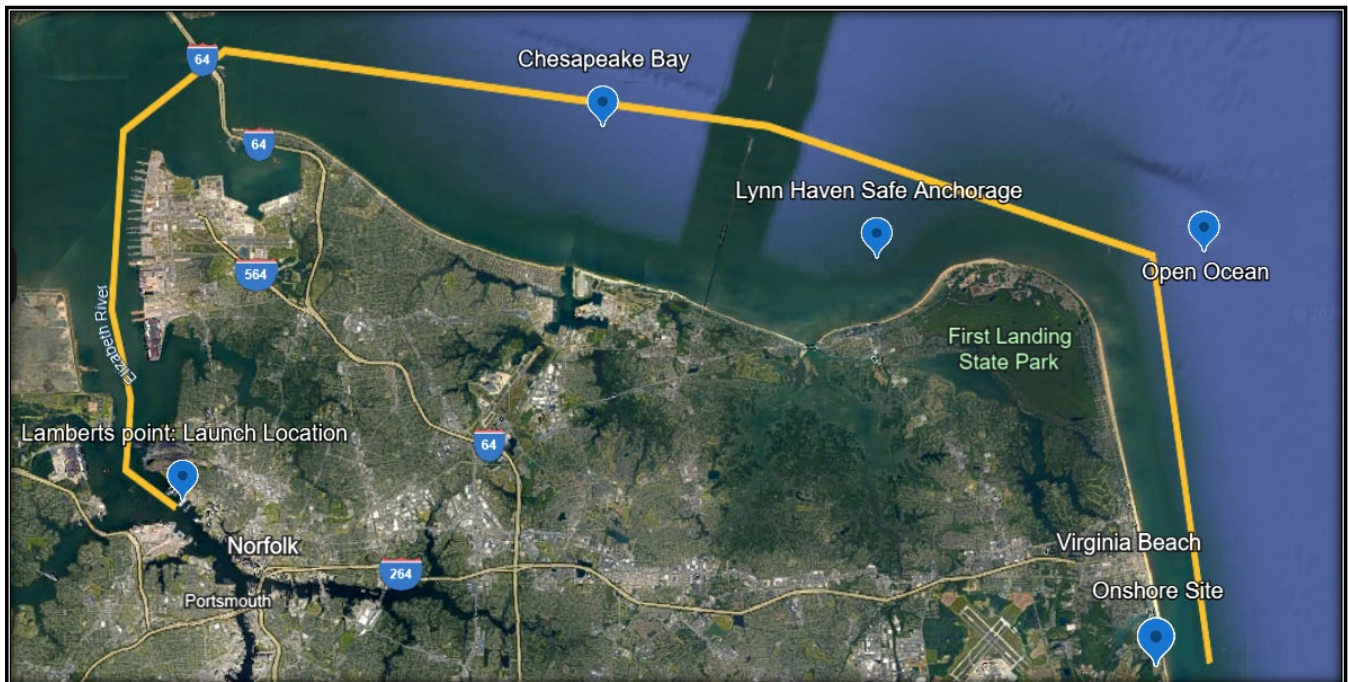 64
Chesapeake Bay
64
Lynn Haven Safe Anchorage
564
Open Ocean
Elizabeth River
First Landing
State Park
Lamberts point: Launch Location
64
Norfolk
Virginia Beach
264
Onshore Site
Portsmouth